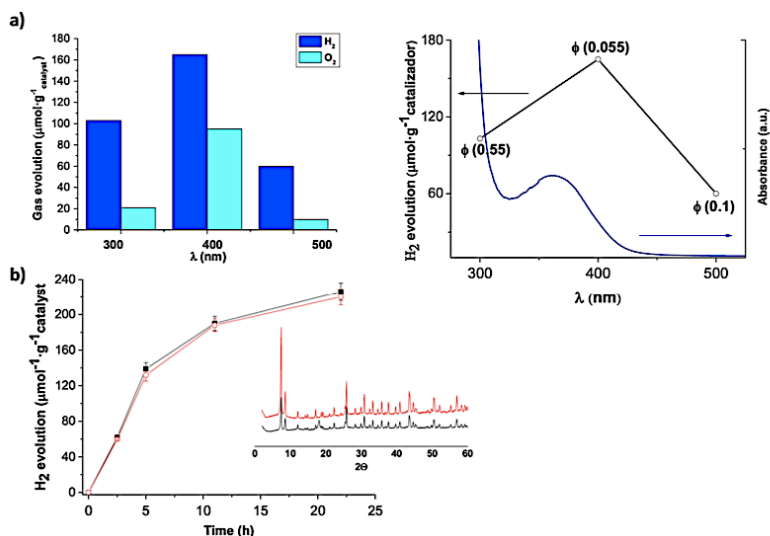 a)
Gas evolution (µmol·g⁻¹catalyst)
180
160
140
120
100
80
60
40
20
0
H₂
O₂
300
400
500
λ (nm)
H₂ evolution (µmol·g⁻¹catalizador)
180
150
120
90
60
ϕ (0.055)
ϕ (0.55)
ϕ (0.1)
Absorbance (a.u.)
300
400
500
λ (nm)
b)
H₂ evolution (µmol⁻¹·g⁻¹catalyst)
240
200
160
120
80
40
0
0
5
10
15
20
25
Time (h)
0 10 20 30 40 50 60
2Θ